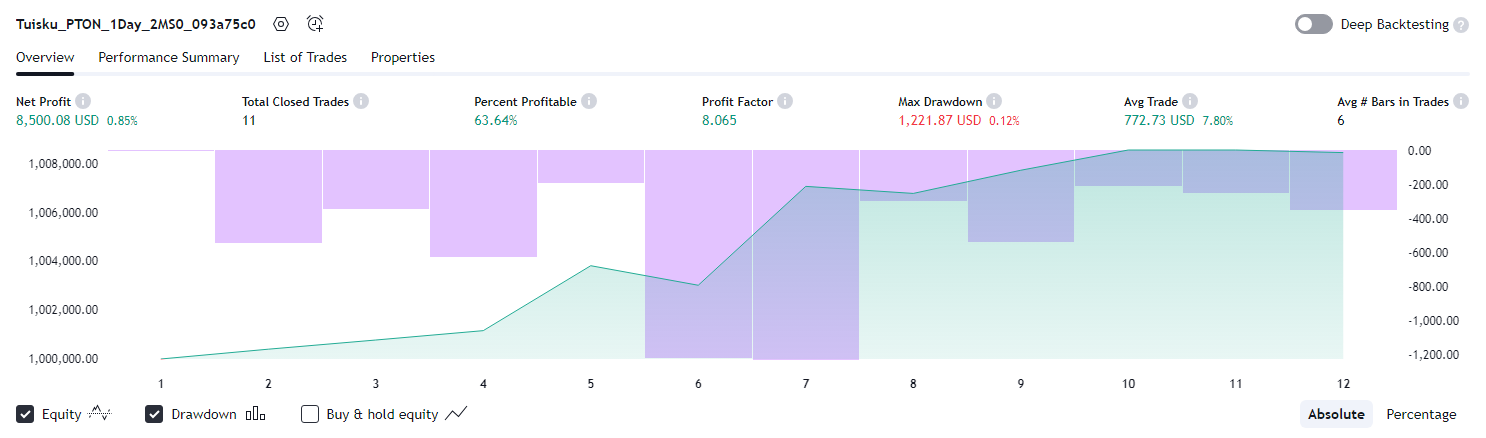 Tuisku_PTON_1Day_2MS0_093a75c0
Deep Backtesting ?
Overview Performance Summary List of Trades Properties
Net Profit i Total Closed Trades i Percent Profitable i Profit Factor i Max Drawdown i Avg Trade i Avg # Bars in Trades i
8,500.08 USD 0.85% 11 63.64% 8.065 1,221.87 USD 0.12% 772.73 USD 7.80% 6
1,008,000.00
1,006,000.00
1,004,000.00
1,002,000.00
1,000,000.00
0.00
-200.00
-400.00
-600.00
-800.00
-1,000.00
-1,200.00
1 2 3 4 5 6 7 8 9 10 11 12
Equity Drawdown Buy & hold equity Absolute Percentage